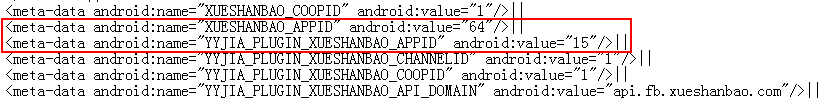 <meta-data android:name="XUESHANBAO_COOPID" android:value="1"/>||
<meta-data android:name="XUESHANBAO_APPID" android:value="64"/>||
<meta-data android:name="YYJIA_PLUGIN_XUESHANBAO_APPID" android:value="15"/>||
<meta-data android:name="YYJIA_PLUGIN_XUESHANBAO_CHANNELID" android:value="1"/>||
<meta-data android:name="YYJIA_PLUGIN_XUESHANBAO_COOPID" android:value="1"/>||
<meta-data android:name="YYJIA_PLUGIN_XUESHANBAO_API_DOMAIN" android:value="api.fb.xueshanbao.com"/>||